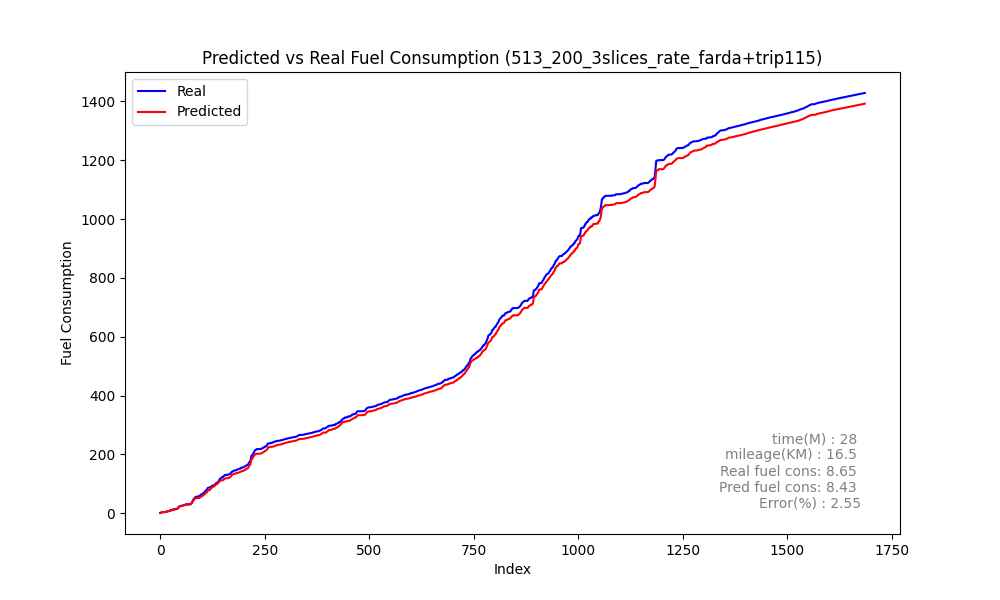 Predicted vs Real Fuel Consumption (513_200_3slices_rate_farda+trip115)
Real
Predicted
Fuel Consumption
1400
1200
1000
800
600
400
200
0
time(M) : 28
mileage(KM) : 16.5
Real fuel cons: 8.65
Pred fuel cons: 8.43
Error(%) : 2.55
0 250 500 750 1000 1250 1500 1750
Index